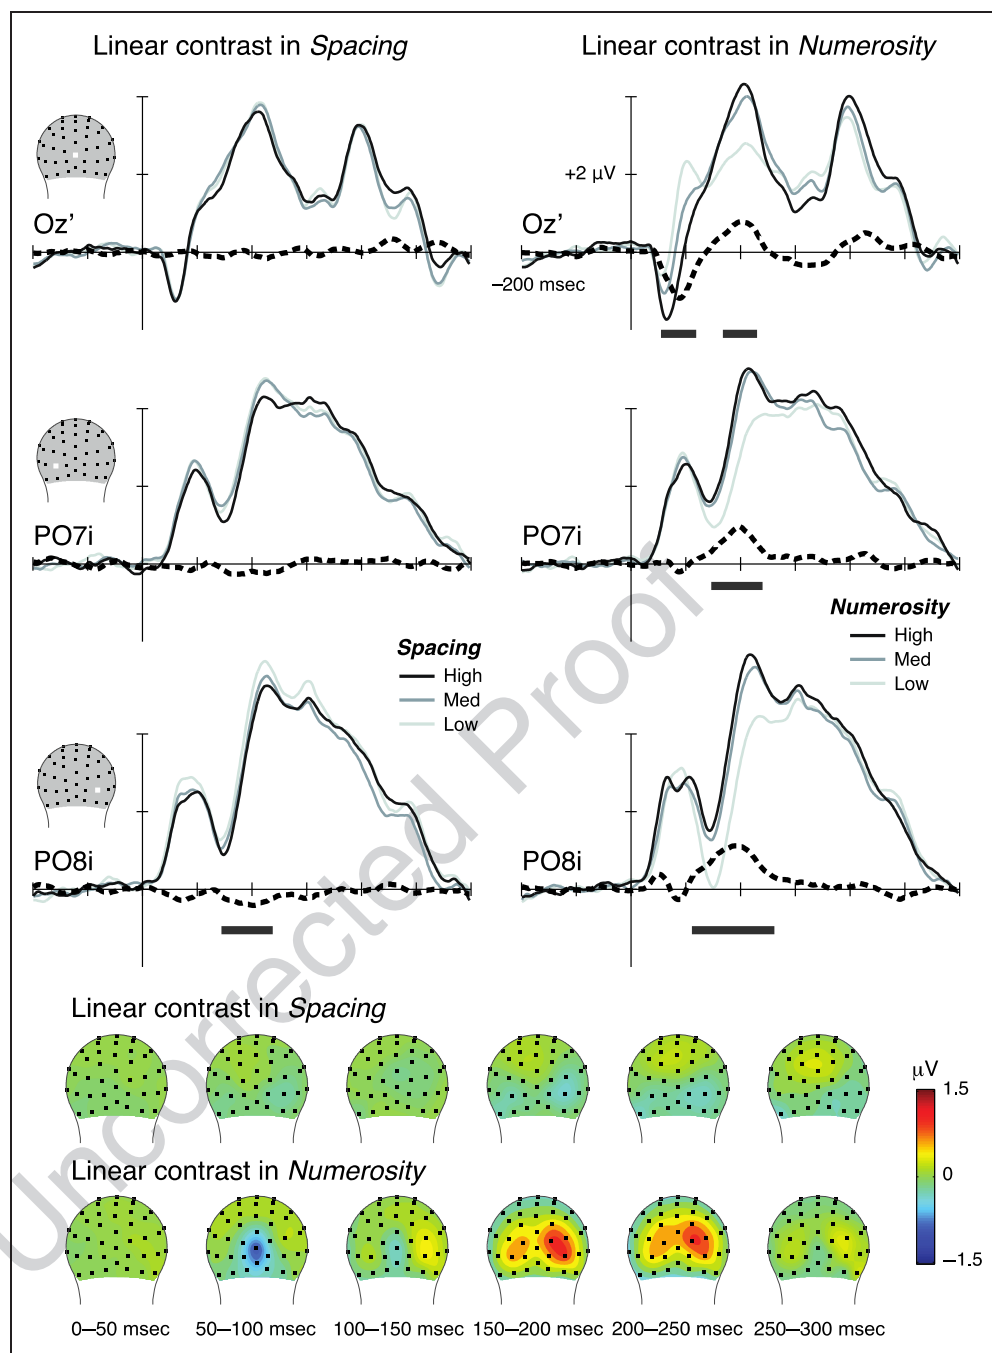 Linear contrast in Spacing
Linear contrast in Numerosity
+2 μV
Oz'
Oz'
−200 msec
PO7i
PO7i
Spacing
High
Med
Low
Numerosity
High
Med
Low
PO8i
PO8i
Linear contrast in Spacing
μV
1.5
0
−1.5
Linear contrast in Numerosity
0–50 msec
50–100 msec
100–150 msec
150–200 msec
200–250 msec
250–300 msec
Uncorrected Proof